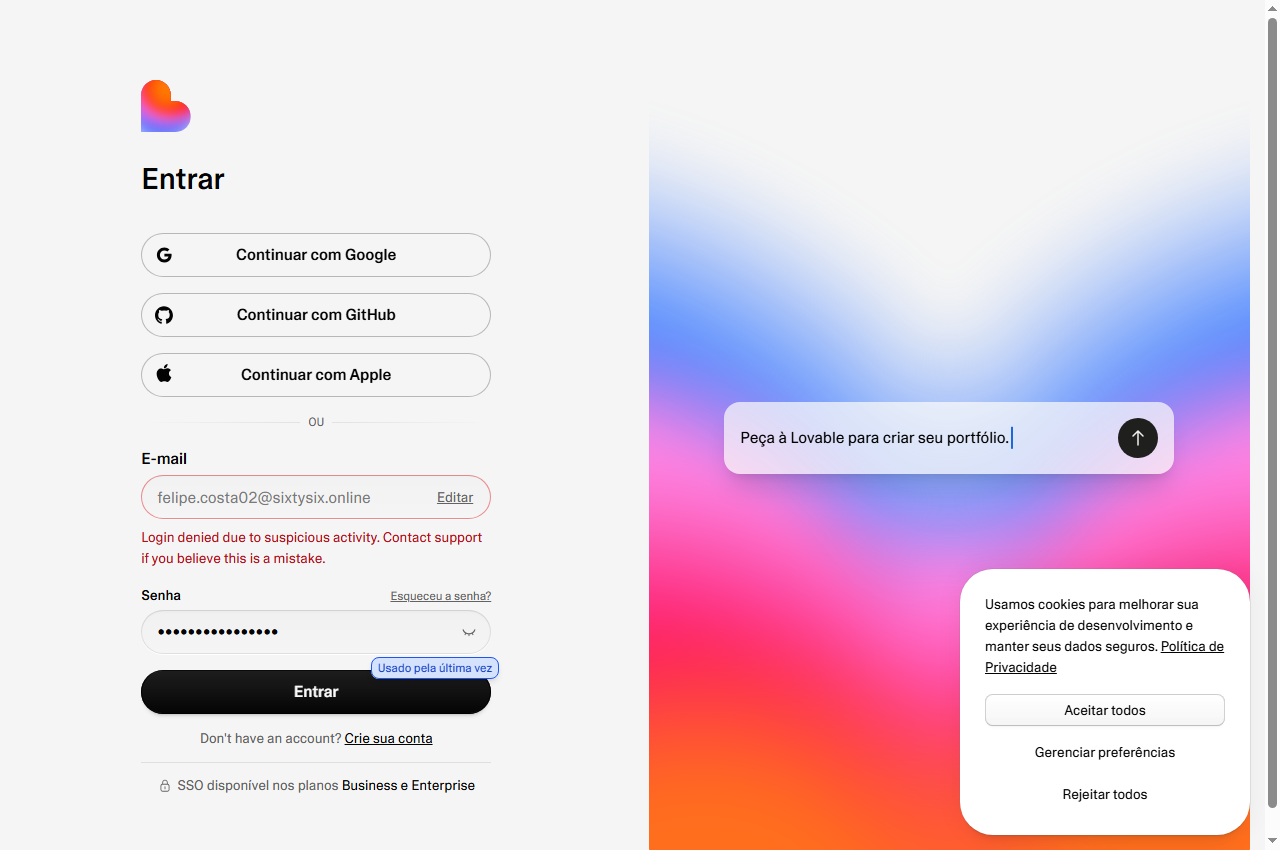 Entrar
Continuar com Google
Continuar com GitHub
Continuar com Apple
OU
E-mail
felipe.costa02@sixtysix.online Editar
Login denied due to suspicious activity. Contact support
if you believe this is a mistake.
Senha Esqueceu a senha?
••••••••••••••••
Usado pela última vez
Entrar
Don't have an account? Crie sua conta
SSO disponível nos planos Business e Enterprise
Peça à Lovable para criar seu portfólio.
Usamos cookies para melhorar sua
experiência de desenvolvimento e
manter seus dados seguros. Política de
Privacidade
Aceitar todos
Gerenciar preferências
Rejeitar todos